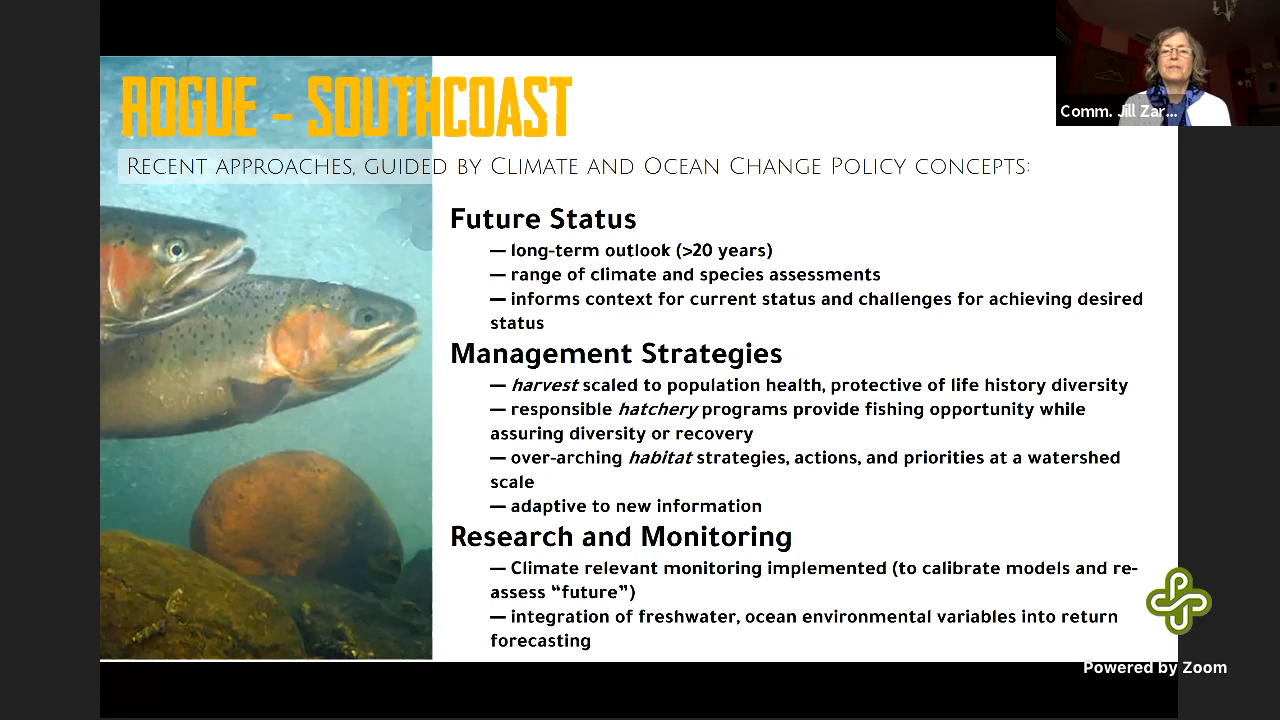 ROGUE - SOUTHCOAST
Comm. Jill Zar...
RECENT APPROACHES, GUIDED BY CLIMATE AND OCEAN CHANGE POLICY CONCEPTS:
Future Status
— long-term outlook (>20 years)
— range of climate and species assessments
— informs context for current status and challenges for achieving desired
status
Management Strategies
— harvest scaled to population health, protective of life history diversity
— responsible hatchery programs provide fishing opportunity while
assuring diversity or recovery
— over-arching habitat strategies, actions, and priorities at a watershed
scale
— adaptive to new information
Research and Monitoring
— Climate relevant monitoring implemented (to calibrate models and re-
assess “future”)
— integration of freshwater, ocean environmental variables into return
forecasting
Powered by Zoom